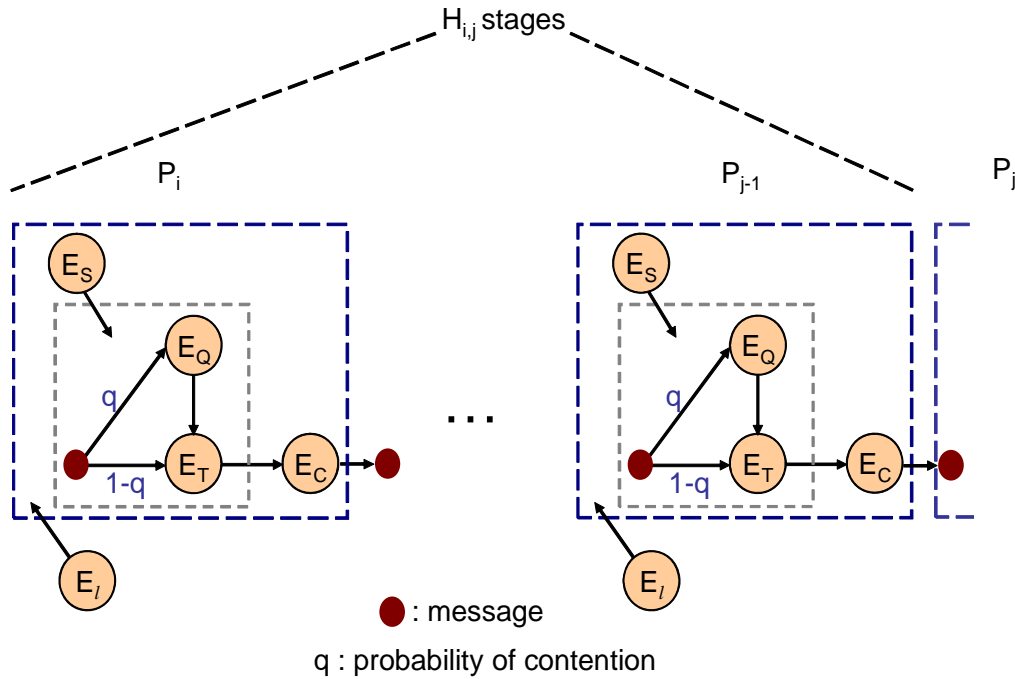 H_{i,j} stages
P_i P_{j-1} P_j
E_S E_S
E_Q E_Q
q q
E_T E_C E_T E_C
...
1-q 1-q
E_l E_l
: message
q : probability of contention